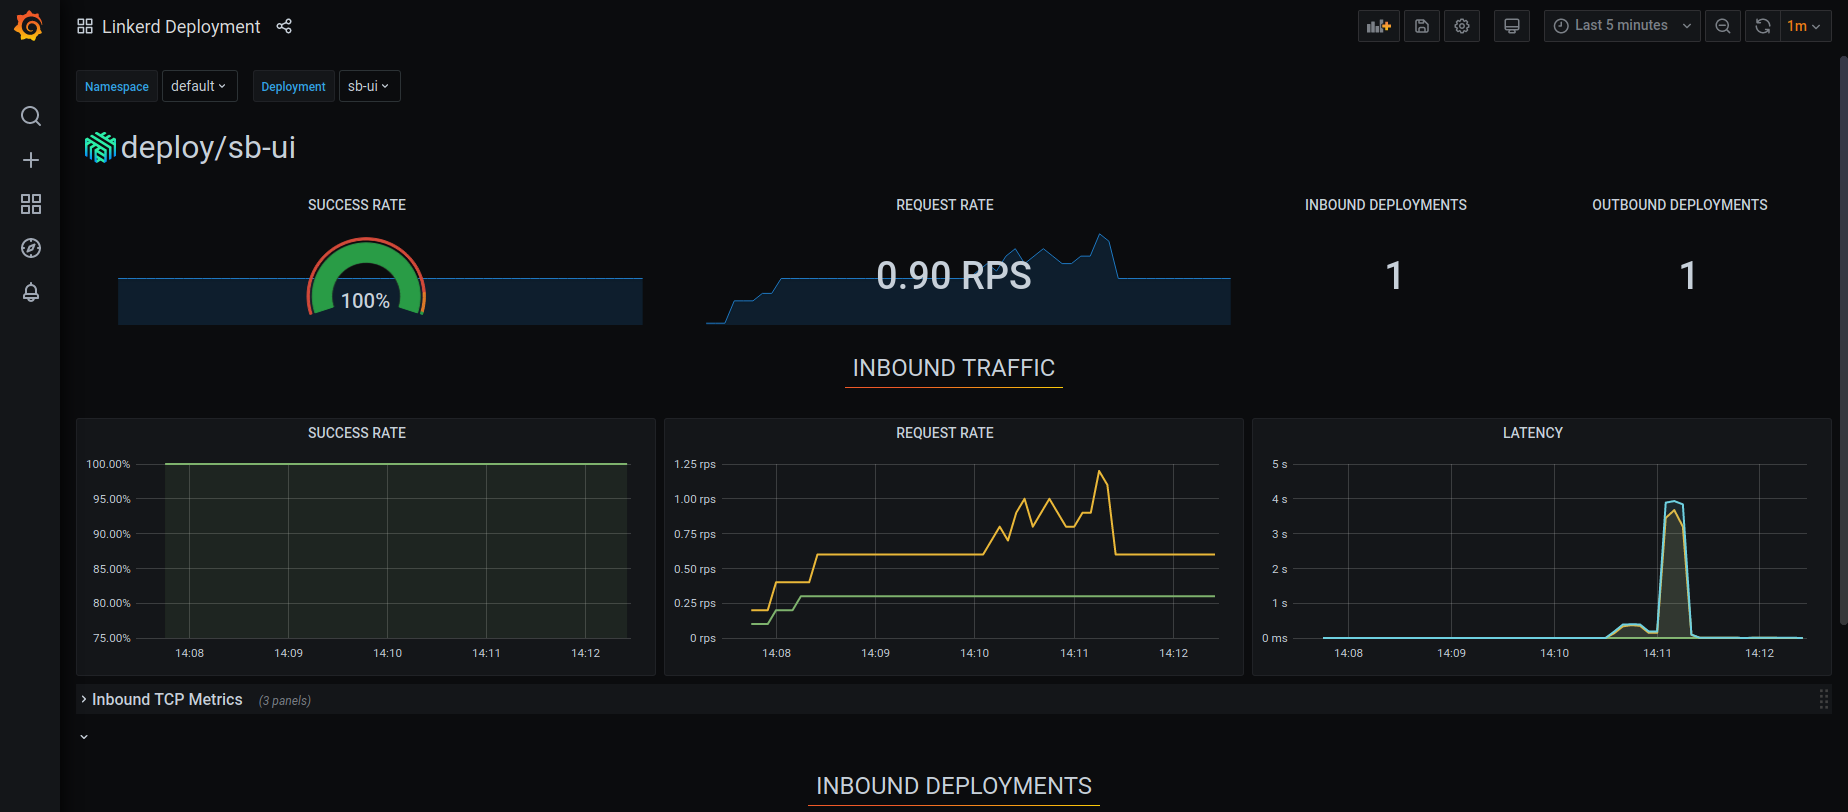 Linkerd Deployment
Last 5 minutes
1m
Namespace default Deployment sb-ui
deploy/sb-ui
SUCCESS RATE
100%
REQUEST RATE
0.90 RPS
INBOUND DEPLOYMENTS
1
OUTBOUND DEPLOYMENTS
1
INBOUND TRAFFIC
SUCCESS RATE
100.00%
95.00%
90.00%
85.00%
80.00%
75.00%
14:08 14:09 14:10 14:11 14:12
REQUEST RATE
1.25 rps
1.00 rps
0.75 rps
0.50 rps
0.25 rps
0 rps
14:08 14:09 14:10 14:11 14:12
LATENCY
5 s
4 s
3 s
2 s
1 s
0 ms
14:08 14:09 14:10 14:11 14:12
Inbound TCP Metrics (3 panels)
INBOUND DEPLOYMENTS